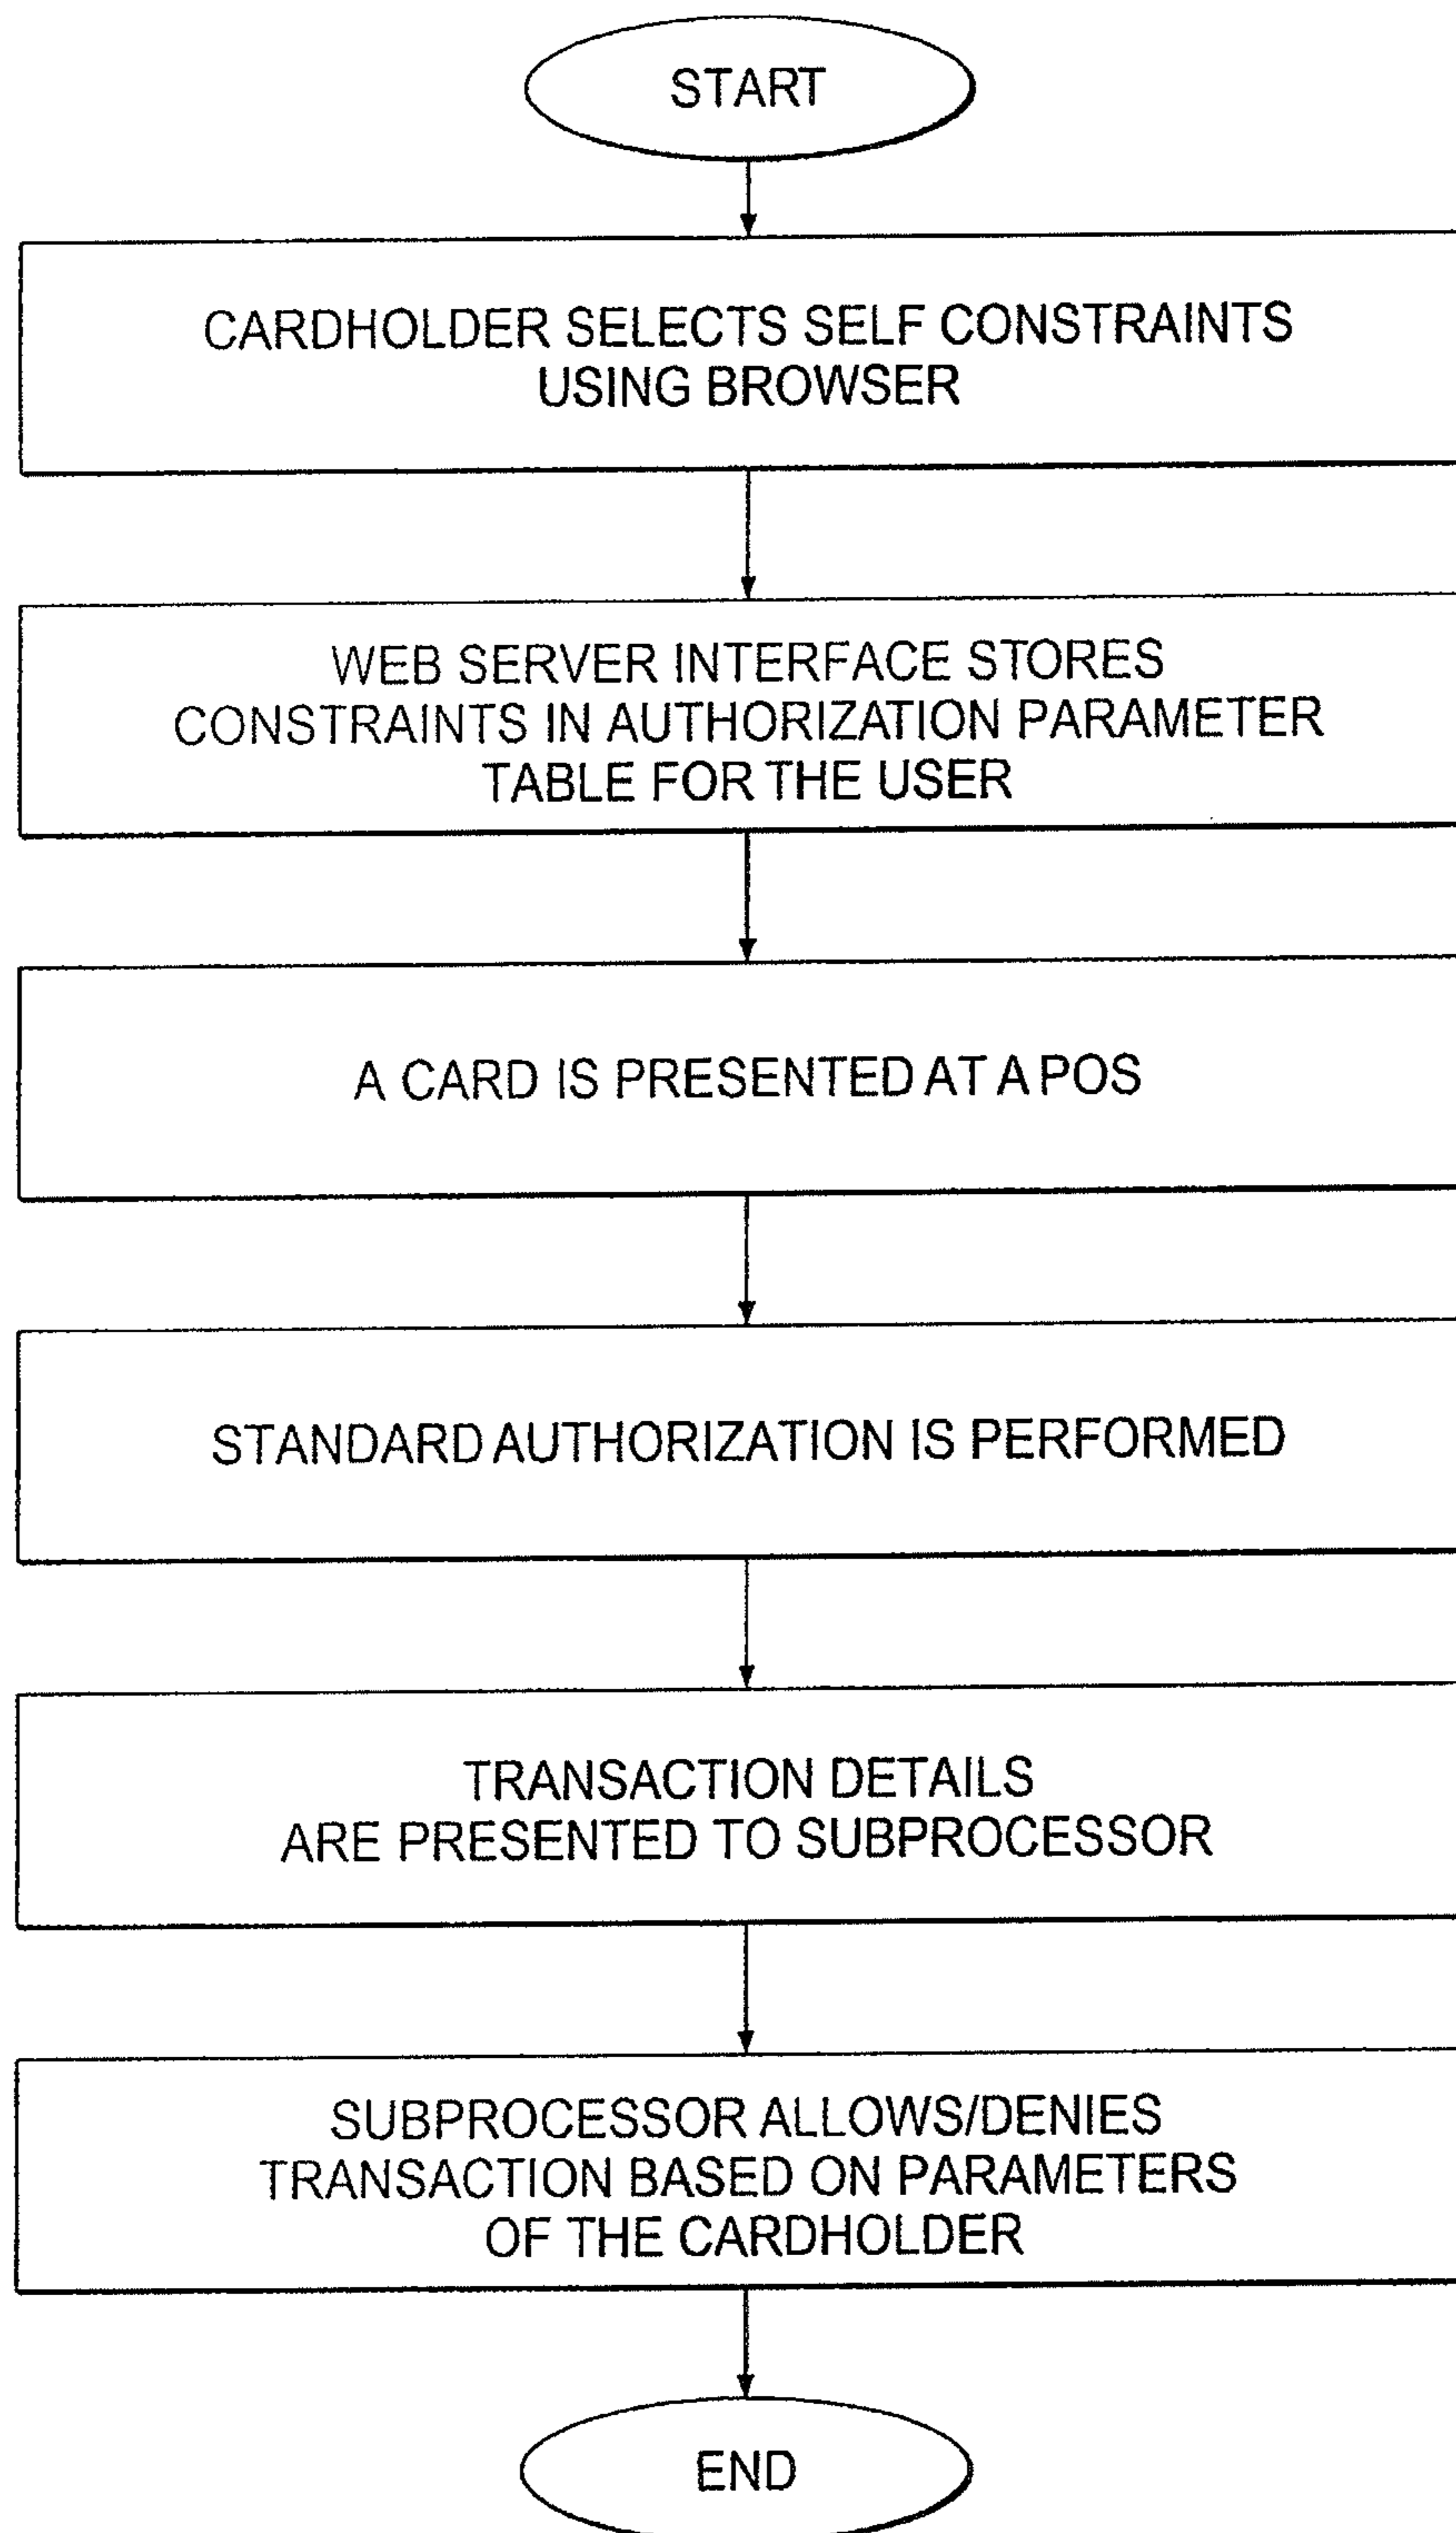 START
CARDHOLDER SELECTS SELF CONSTRAINTS
USING BROWSER
WEB SERVER INTERFACE STORES
CONSTRAINTS IN AUTHORIZATION PARAMETER
TABLE FOR THE USER
A CARD IS PRESENTED AT A POS
STANDARD AUTHORIZATION IS PERFORMED
TRANSACTION DETAILS
ARE PRESENTED TO SUBPROCESSOR
SUBPROCESSOR ALLOWS/DENIES
TRANSACTION BASED ON PARAMETERS
OF THE CARDHOLDER
END